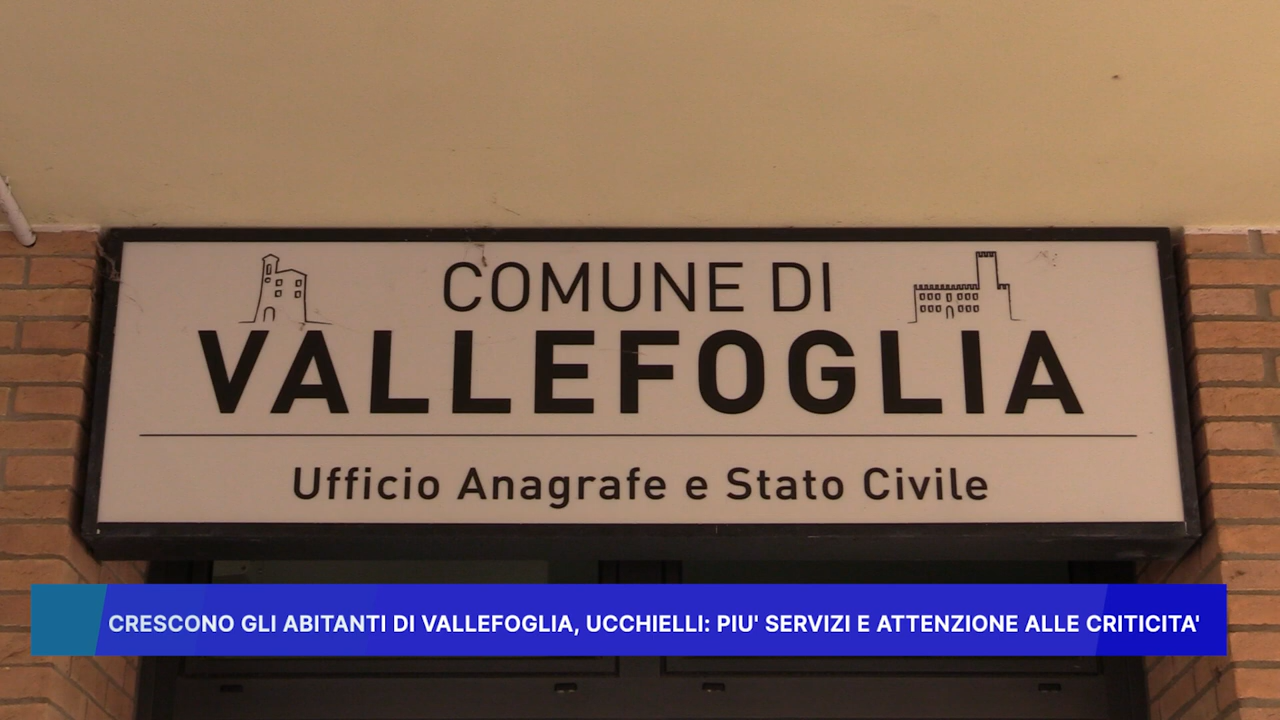 COMUNE DI
VALLEFOGLIA
Ufficio Anagrafe e Stato Civile
CRESCONO GLI ABITANTI DI VALLEFOGLIA, UCCHIELLI: PIU' SERVIZI E ATTENZIONE ALLE CRITICITA'